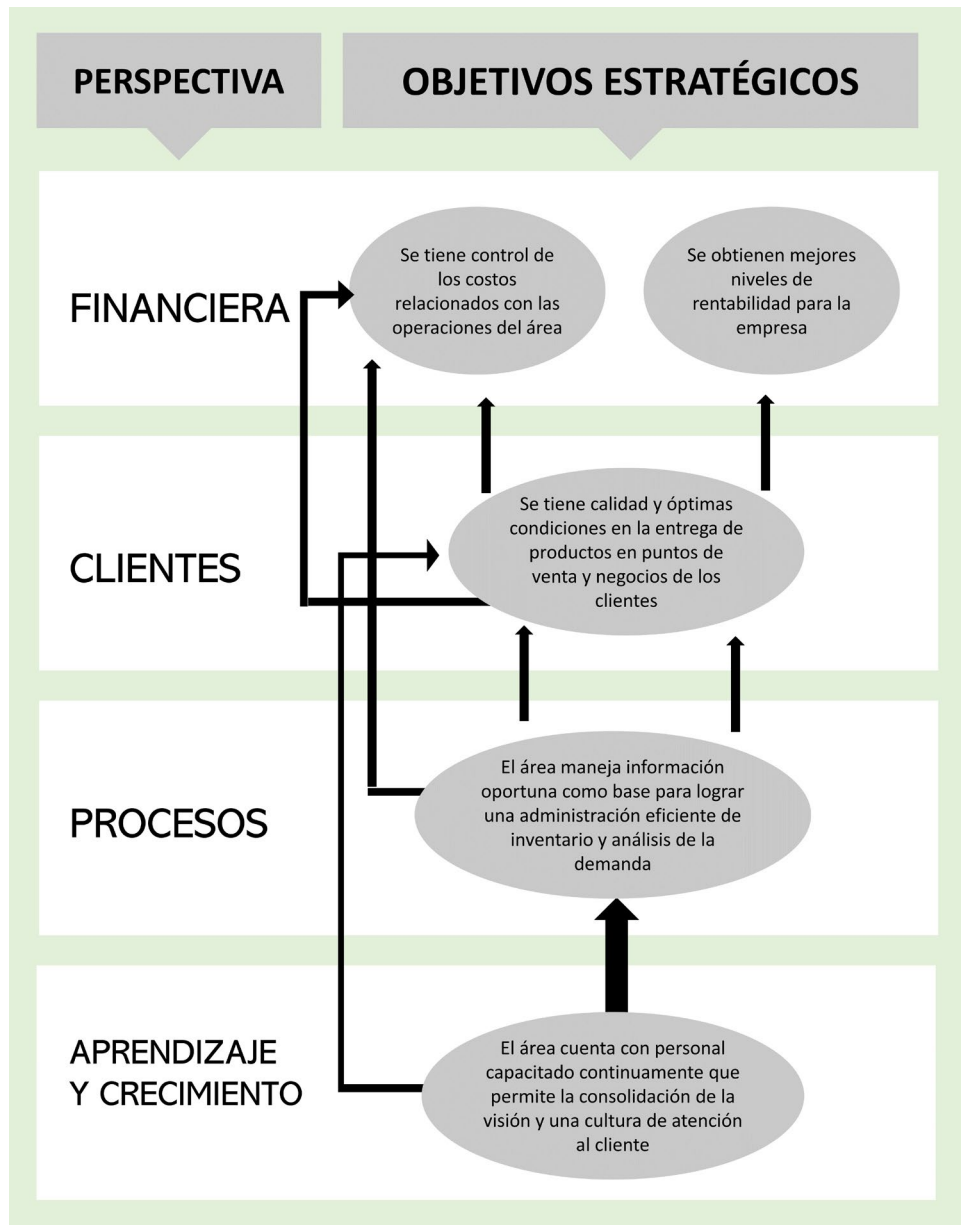 PERSPECTIVA
OBJETIVOS ESTRATÉGICOS
FINANCIERA
Se tiene control de
los costos
relacionados con las
operaciones del área
Se obtienen mejores
niveles de
rentabilidad para la
empresa
CLIENTES
Se tiene calidad y óptimas
condiciones en la entrega de
productos en puntos de
venta y negocios de los
clientes
PROCESOS
El área maneja información
oportuna como base para lograr
una administración eficiente de
inventario y análisis de la
demanda
APRENDIZAJE
Y CRECIMIENTO
El área cuenta con personal
capacitado continuamente que
permite la consolidación de la
visión y una cultura de atención
al cliente